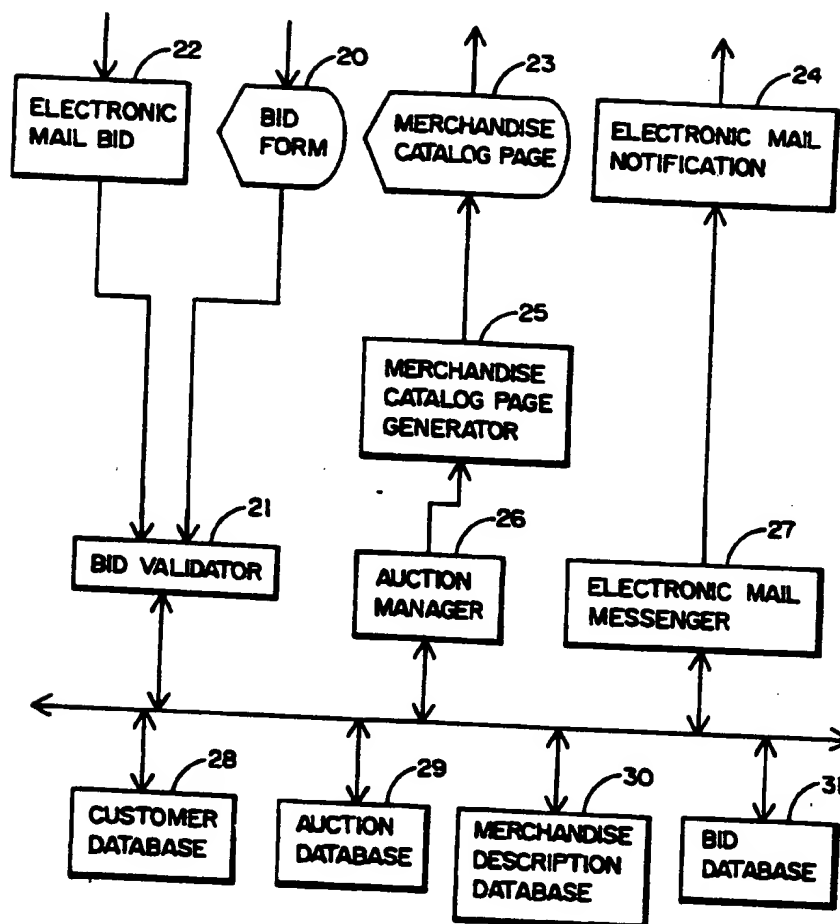 22
ELECTRONIC
MAIL BID
20
BID
FORM
23
MERCHANDISE
CATALOG PAGE
24
ELECTRONIC MAIL
NOTIFICATION
25
MERCHANDISE
CATALOG PAGE
GENERATOR
21
BID VALIDATOR
26
AUCTION
MANAGER
27
ELECTRONIC MAIL
MESSENGER
28
CUSTOMER
DATABASE
29
AUCTION
DATABASE
30
MERCHANDISE
DESCRIPTION
DATABASE
31
BID
DATABASE